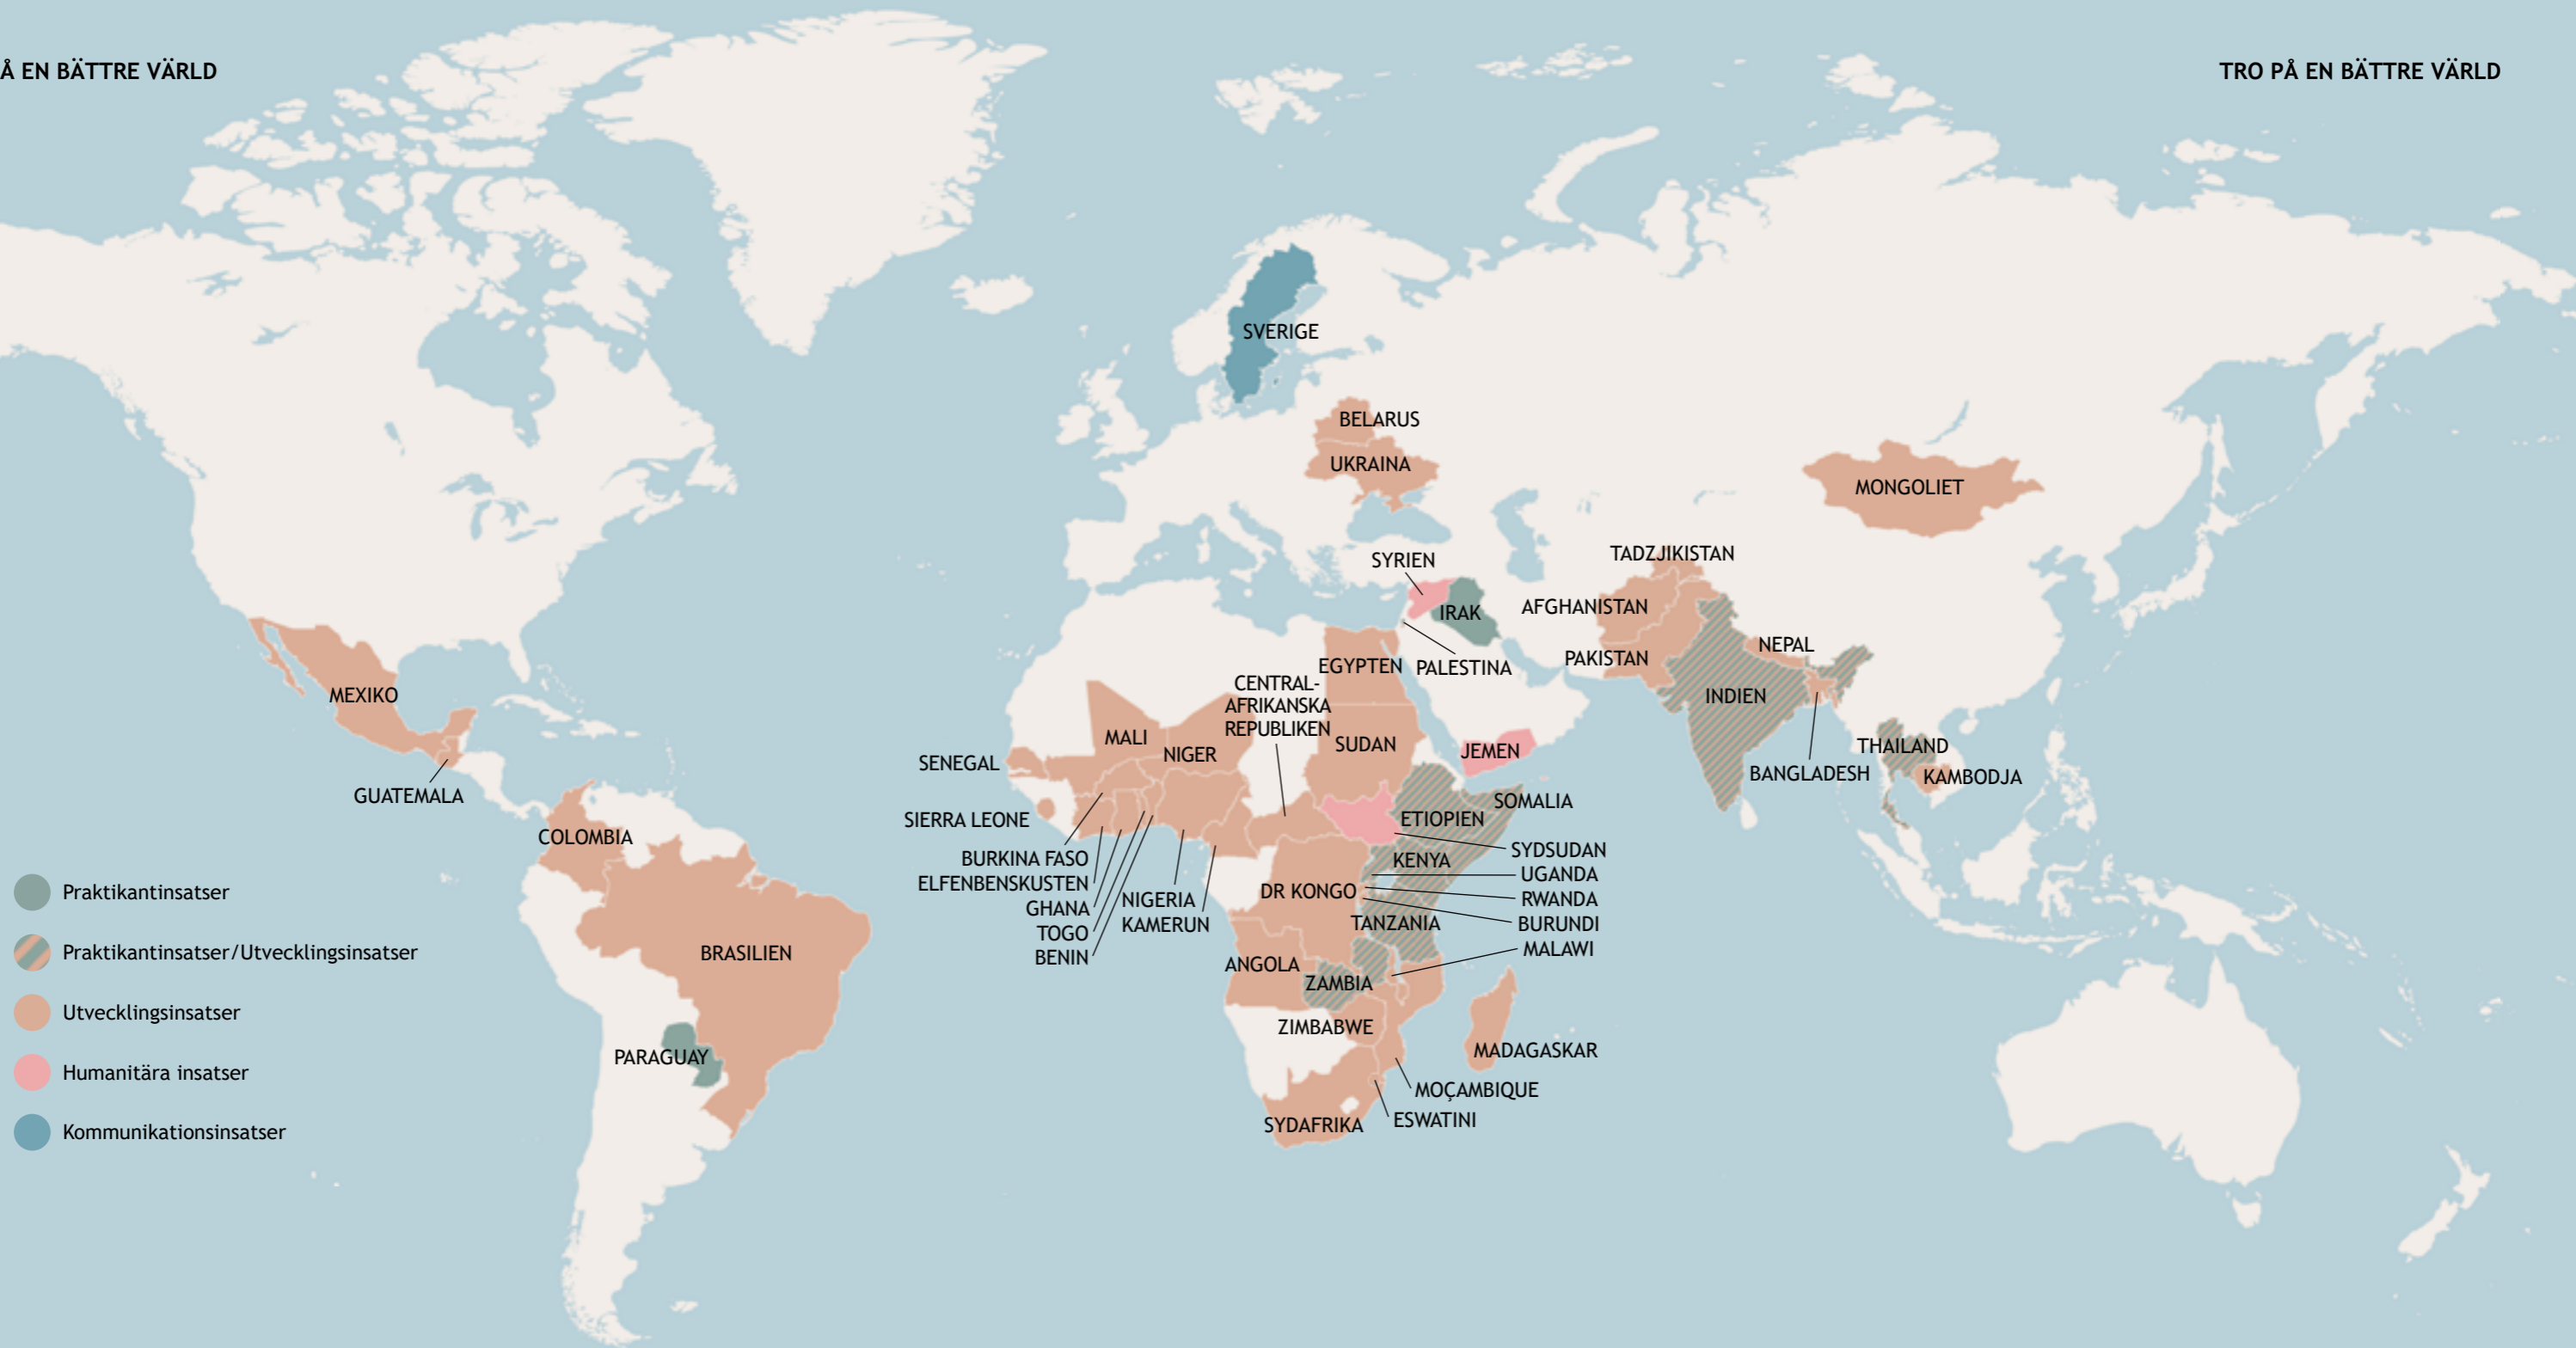 Å EN BÄTTRE VÄRLD
TRO PÅ EN BÄTTRE VÄRLD
SVERIGE
BELARUS
UKRAINA
MONGOLIET
TADZJIKISTAN
SYRIEN
IRAK
AFGHANISTAN
PALESTINA
PAKISTAN
NEPAL
INDIEN
EGYPTEN
CENTRAL-
AFRIKANSKA
REPUBLIKEN
MEXIKO
GUATEMALA
MALI
NIGER
SUDAN
JEMEN
THAILAND
BANGLADESH
KAMBODJA
SENEGAL
SIERRA LEONE
SOMALIA
ETIOPIEN
COLOMBIA
BURKINA FASO
ELFENBENSKUSTEN
GHANA
TOGO
BENIN
NIGERIA
KAMERUN
KENYA
SYDSUDAN
UGANDA
RWANDA
BURUNDI
MALAWI
DR KONGO
TANZANIA
BRASILIEN
ANGOLA
ZAMBIA
ZIMBABWE
MADAGASKAR
PARAGUAY
MOÇAMBIQUE
ESWATINI
SYDAFRIKA
Praktikantinsatser
Praktikantinsatser/Utvecklingsinsatser
Utvecklingsinsatser
Humanitära insatser
Kommunikationsinsatser